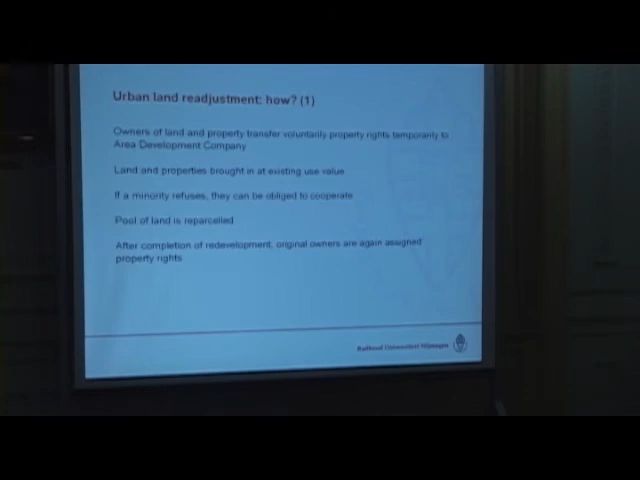 Urban land readjustment: how? (1)
Owners of land and property transfer voluntarily property rights temporarily to
Area Development Company
Land and properties brought in at existing use value
If a minority refuses, they can be obliged to cooperate
Pool of land is reparcelled
After completion of redevelopment, original owners are again assigned
property rights
Radboud Universiteit Nijmegen